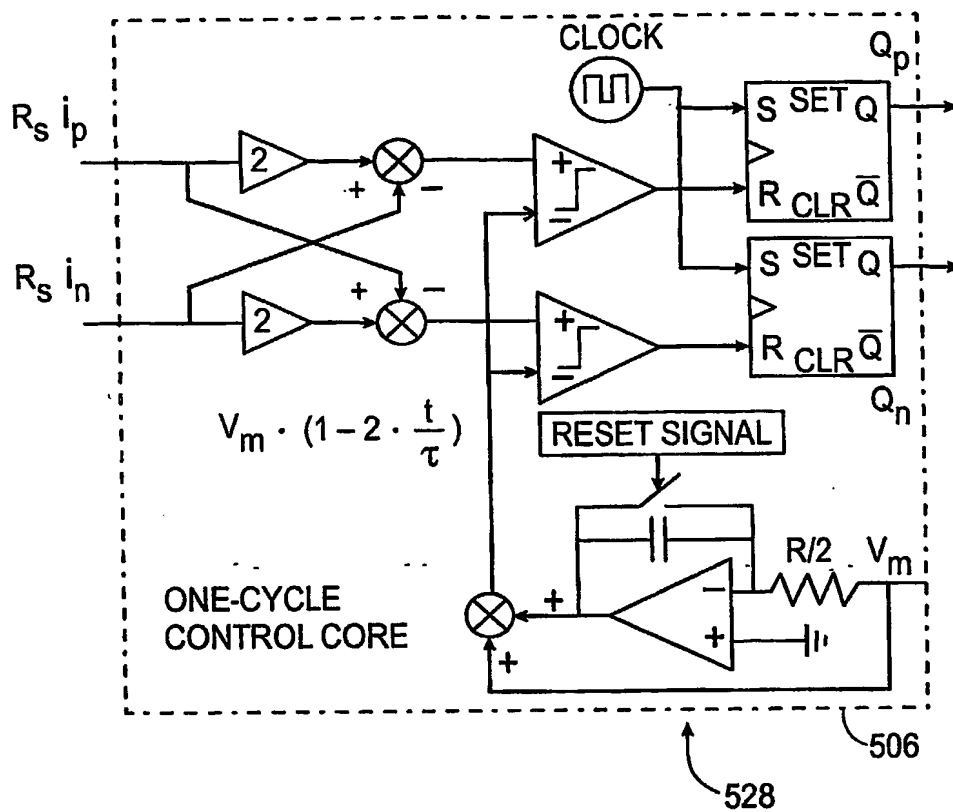 CLOCK
Qp
Rs ip
2
+
−
+
−
S SET Q
R CLR Q̅
Rs in
2
+
−
+
−
S SET Q
R CLR Q̅
Qn
Vm · (1 − 2 · t/τ)
RESET SIGNAL
R/2
Vm
ONE-CYCLE
CONTROL CORE
+
+
−
+
506
528